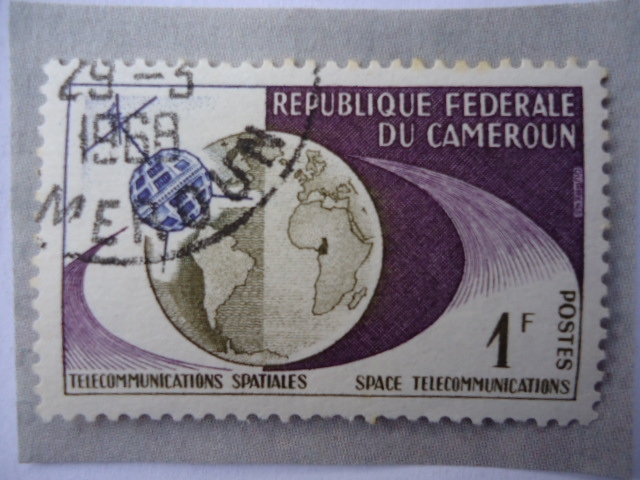 29-5
1968
REPUBLIQUE FEDERALE
DU CAMEROUN
1F
POSTES
TELECOMMUNICATIONS SPATIALES
SPACE TELECOMMUNICATIONS